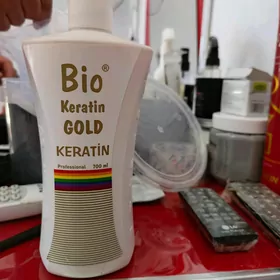 Bio®
Keratin
GOLD
KERATİN
Professional 700 ml